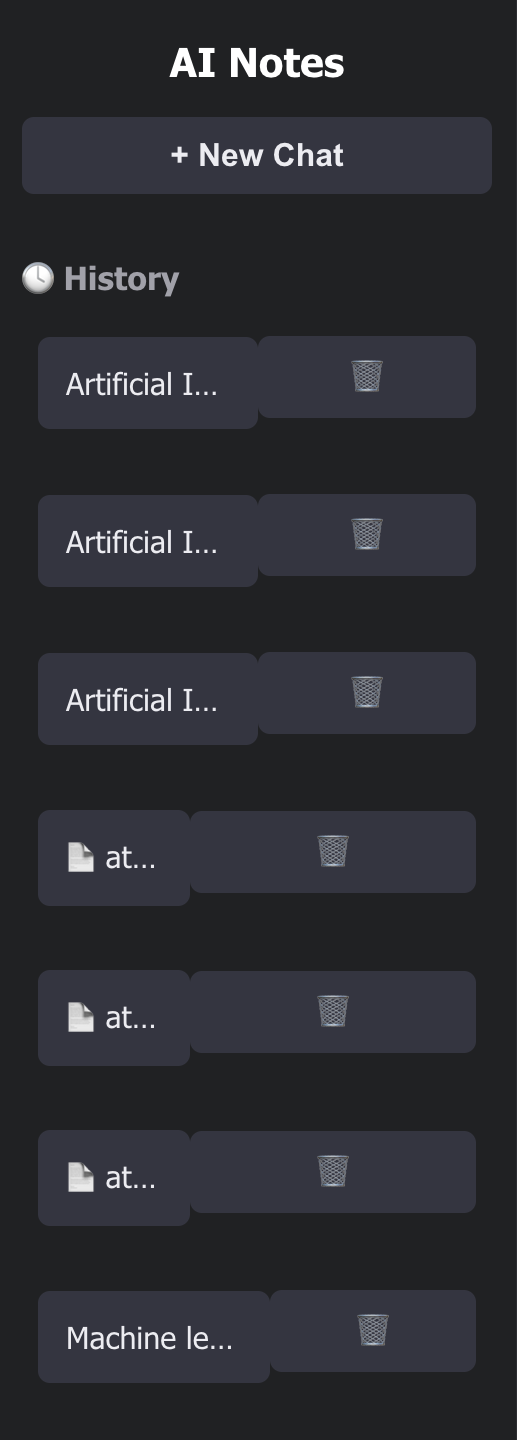 AI Notes
+ New Chat
🕓 History
Artificial I...
Artificial I...
Artificial I...
📄 at...
📄 at...
📄 at...
Machine le...